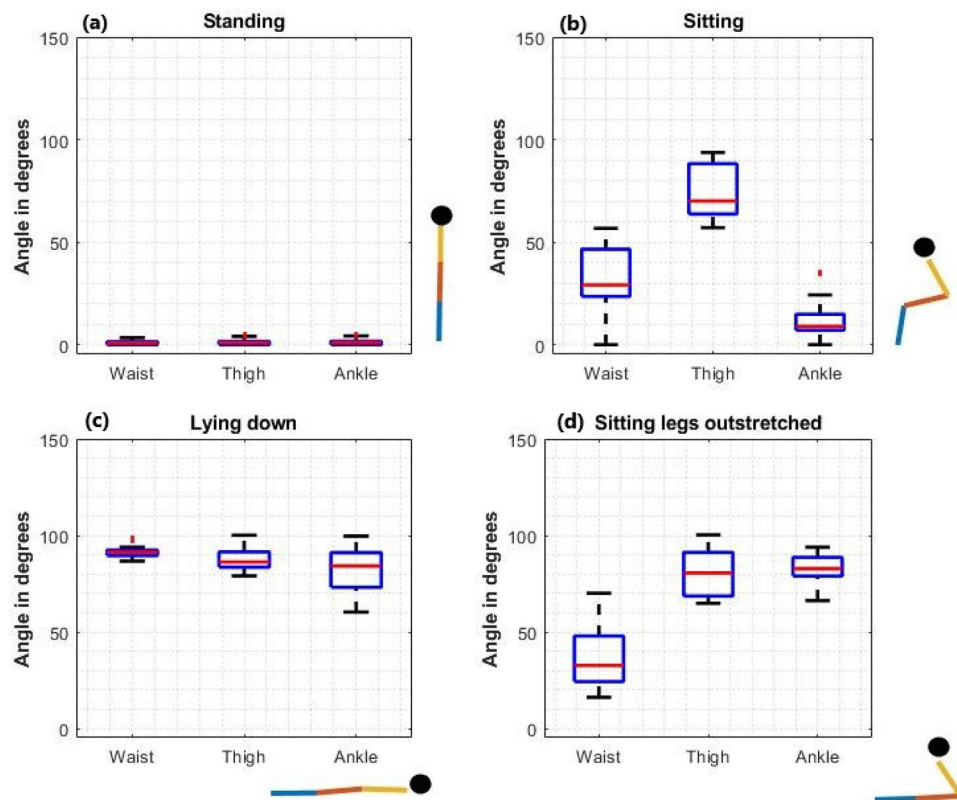 (a) Standing
150
100
50
0
Angle in degrees
Waist Thigh Ankle
(b) Sitting
150
100
50
0
Angle in degrees
Waist Thigh Ankle
(c) Lying down
150
100
50
0
Angle in degrees
Waist Thigh Ankle
(d) Sitting legs outstretched
150
100
50
0
Angle in degrees
Waist Thigh Ankle